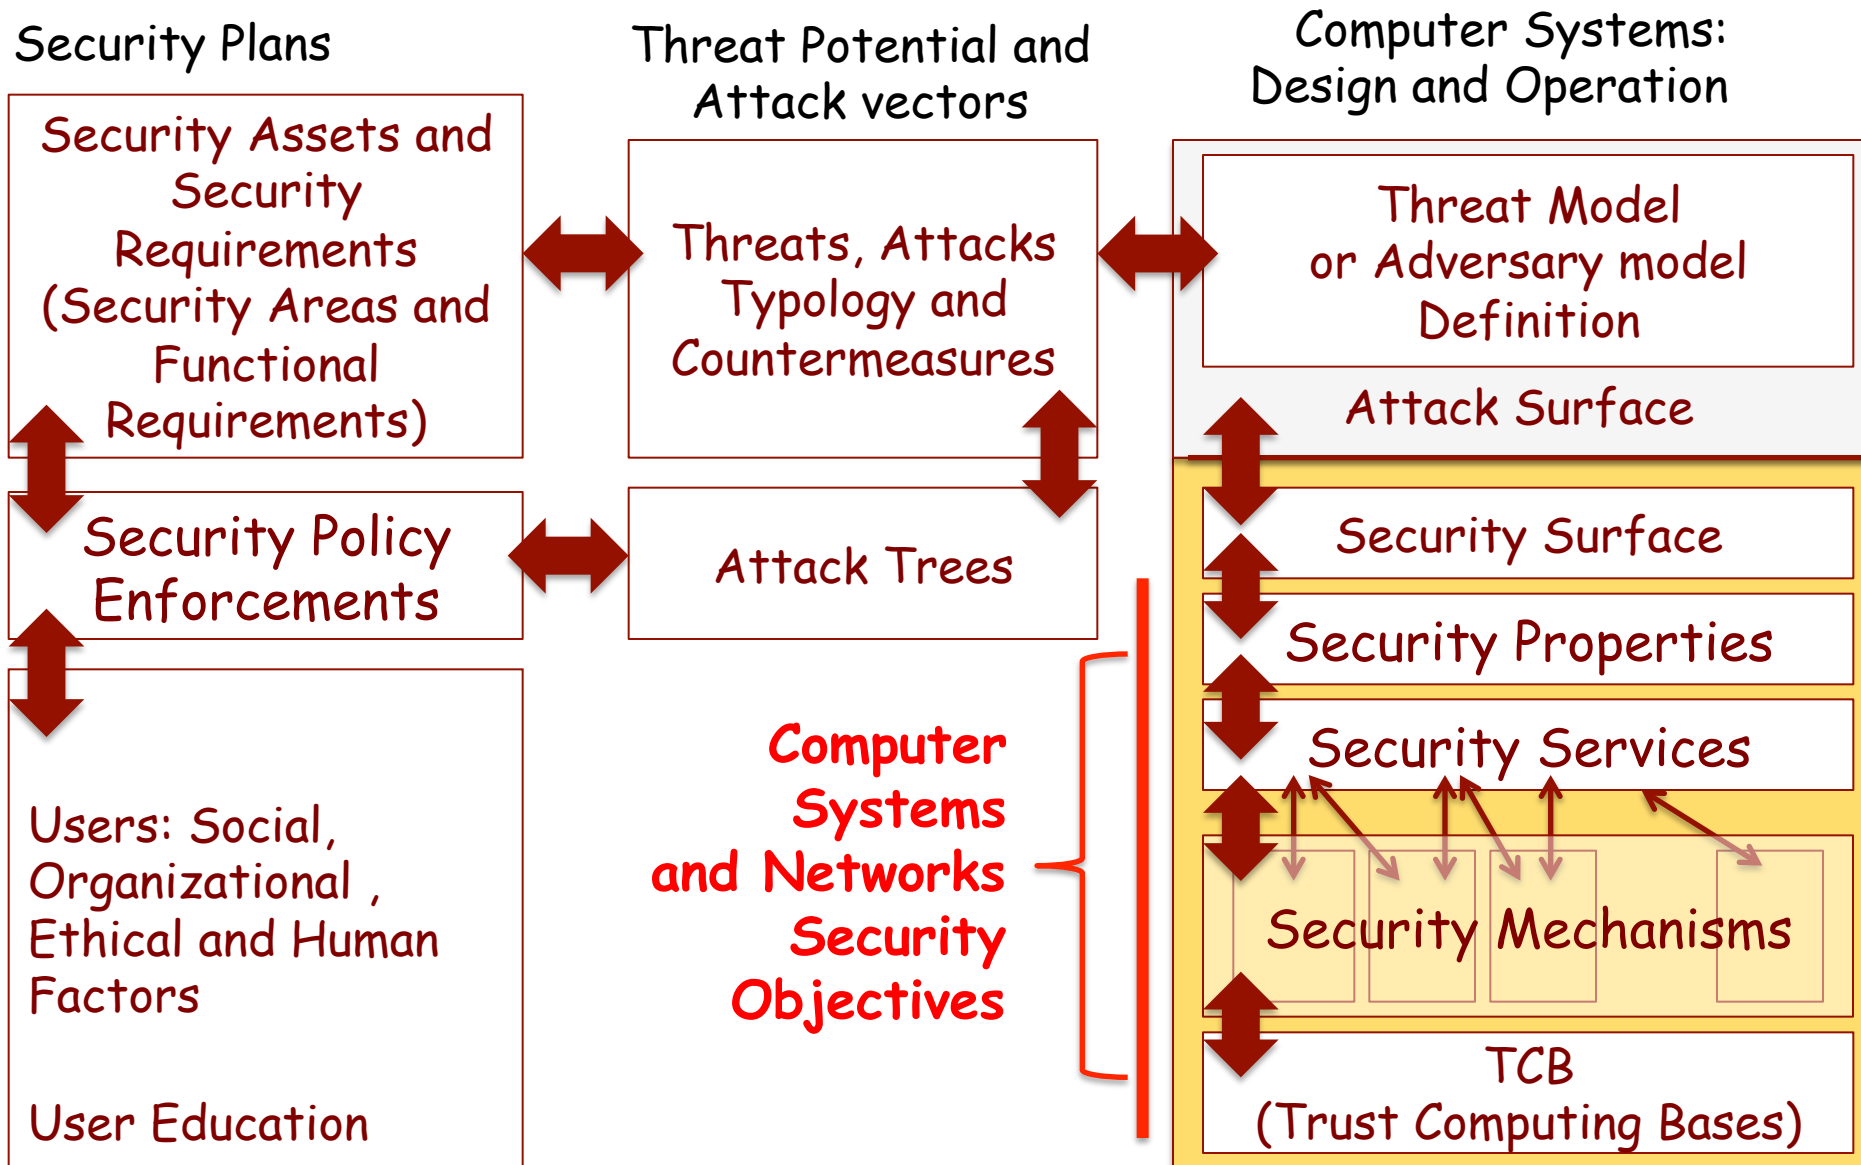 Security Plans
Security Assets and
Security
Requirements
(Security Areas and
Functional
Requirements)
Security Policy
Enforcements
Users: Social,
Organizational ,
Ethical and Human
Factors
User Education
Threat Potential and
Attack vectors
Threats, Attacks
Typology and
Countermeasures
Attack Trees
Computer
Systems
and Networks
Security
Objectives
Computer Systems:
Design and Operation
Threat Model
or Adversary model
Definition
Attack Surface
Security Surface
Security Properties
Security Services
Security Mechanisms
TCB
(Trust Computing Bases)